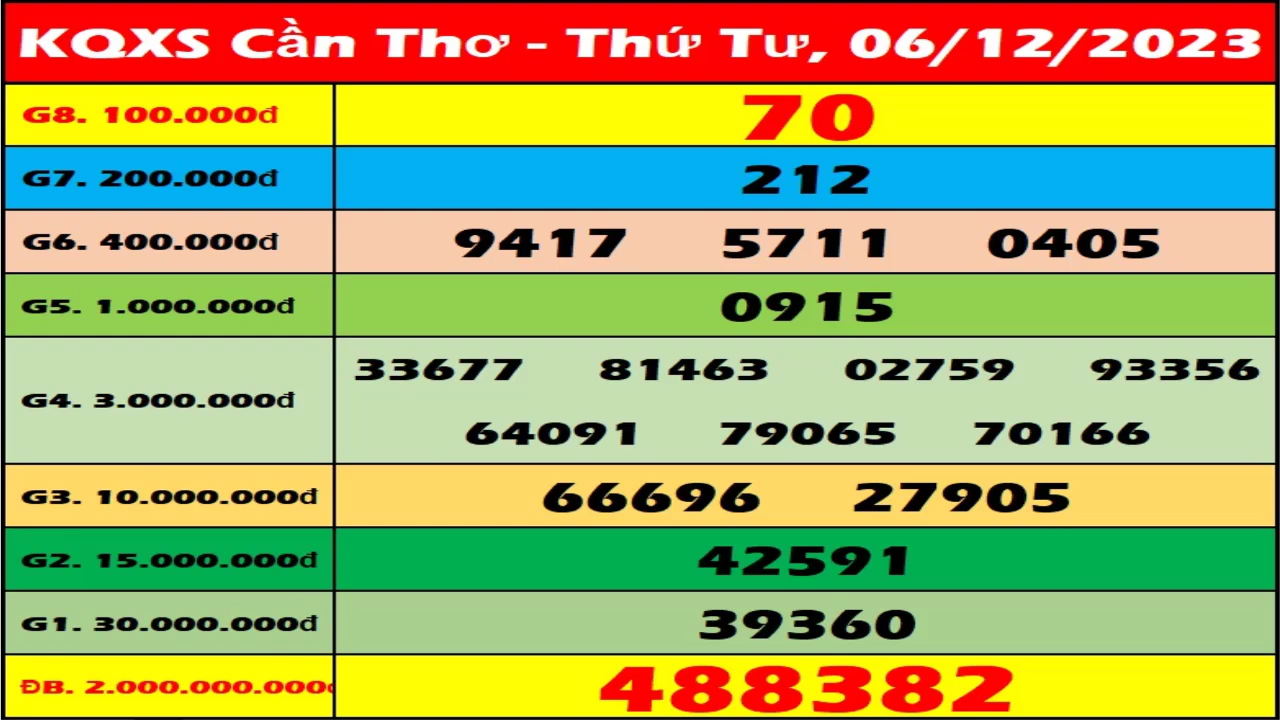 KQXS Cần Thơ - Thứ Tư, 06/12/2023
G8. 100.000đ 70
G7. 200.000đ 212
G6. 400.000đ 9417 5711 0405
G5. 1.000.000đ 0915
G4. 3.000.000đ 33677 81463 02759 93356
64091 79065 70166
G3. 10.000.000đ 66696 27905
G2. 15.000.000đ 42591
G1. 30.000.000đ 39360
ĐB. 2.000.000.000đ 488382